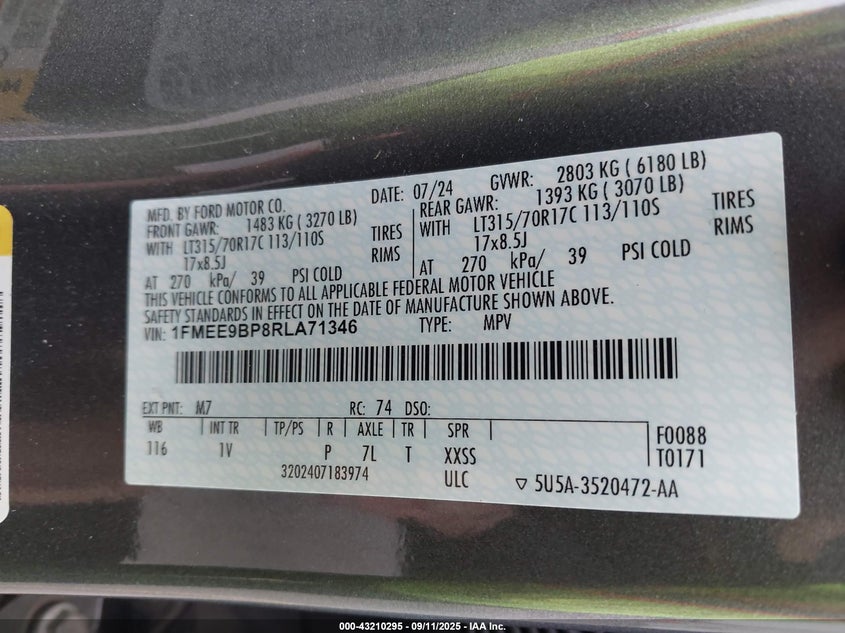 MFD. BY FORD MOTOR CO. DATE: 07/24 GVWR: 2803 KG ( 6180 LB)
FRONT GAWR: 1483 KG ( 3270 LB) REAR GAWR: 1393 KG ( 3070 LB)
WITH LT315/70R17C 113/110S TIRES WITH LT315/70R17C 113/110S TIRES
17x8.5J RIMS 17x8.5J RIMS
AT 270 kPa/ 39 PSI COLD AT 270 kPa/ 39 PSI COLD
THIS VEHICLE CONFORMS TO ALL APPLICABLE FEDERAL MOTOR VEHICLE
SAFETY STANDARDS IN EFFECT ON THE DATE OF MANUFACTURE SHOWN ABOVE.
VIN: 1FMEE9BP8RLA71346 TYPE: MPV
EXT PNT: M7 RC: 74 DSO:
WB INT TR TP/PS R AXLE TR SPR F0088
116 1V P 7L T XXSS T0171
3202407183974 ULC ▽ 5U5A-3520472-AA
000-43210295 - 09/11/2025 - IAA Inc.